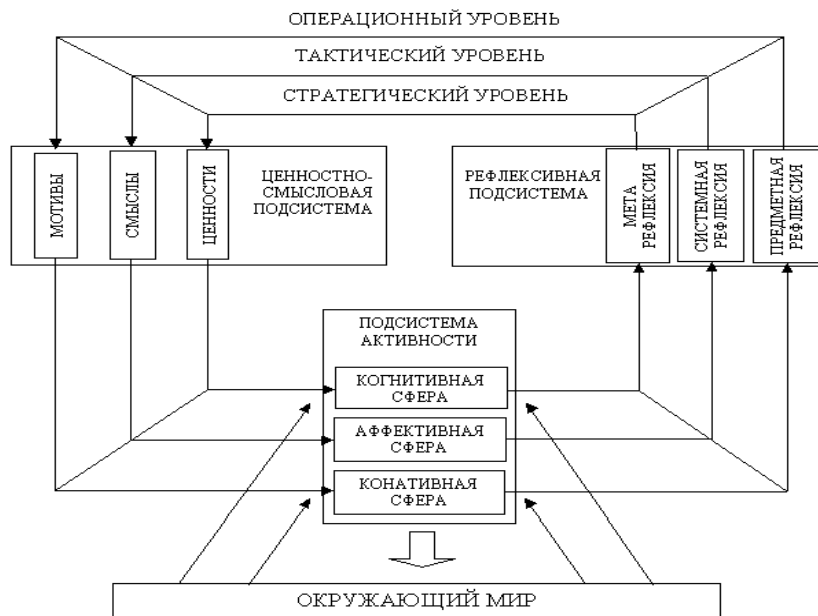 ОПЕРАЦИОННЫЙ УРОВЕНЬ
ТАКТИЧЕСКИЙ УРОВЕНЬ
СТРАТЕГИЧЕСКИЙ УРОВЕНЬ
МОТИВЫ
СМЫСЛЫ
ЦЕННОСТИ
ЦЕННОСТНО-
СМЫСЛОВАЯ
ПОДСИСТЕМА
РЕФЛЕКСИВНАЯ
ПОДСИСТЕМА
МЕТА
РЕФЛЕКСИЯ
СИСТЕМНАЯ
РЕФЛЕКСИЯ
ПРЕДМЕТНАЯ
РЕФЛЕКСИЯ
ПОДСИСТЕМА
АКТИВНОСТИ
КОГНИТИВНАЯ
СФЕРА
АФФЕКТИВНАЯ
СФЕРА
КОНАТИВНАЯ
СФЕРА
ОКРУЖАЮЩИЙ МИР